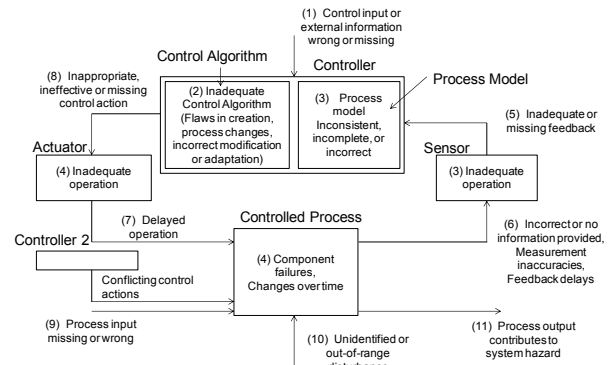 (1) Control input or
external information
wrong or missing
Control Algorithm
Controller
Process Model
(8) Inappropriate,
ineffective or missing
control action
(2) Inadequate
Control Algorithm
(Flaws in creation,
process changes,
incorrect modification
or adaptation)
(3) Process
model
Inconsistent,
incomplete, or
incorrect
(5) Inadequate or
missing feedback
Actuator
Sensor
(4) Inadequate
operation
(3) Inadequate
operation
(7) Delayed
operation
Controlled Process
(6) Incorrect or no
information provided,
Measurement
inaccuracies,
Feedback delays
Controller 2
(4) Component
failures,
Changes over time
Conflicting control
actions
(9) Process input
missing or wrong
(10) Unidentified or
out-of-range
(11) Process output
contributes to
system hazard